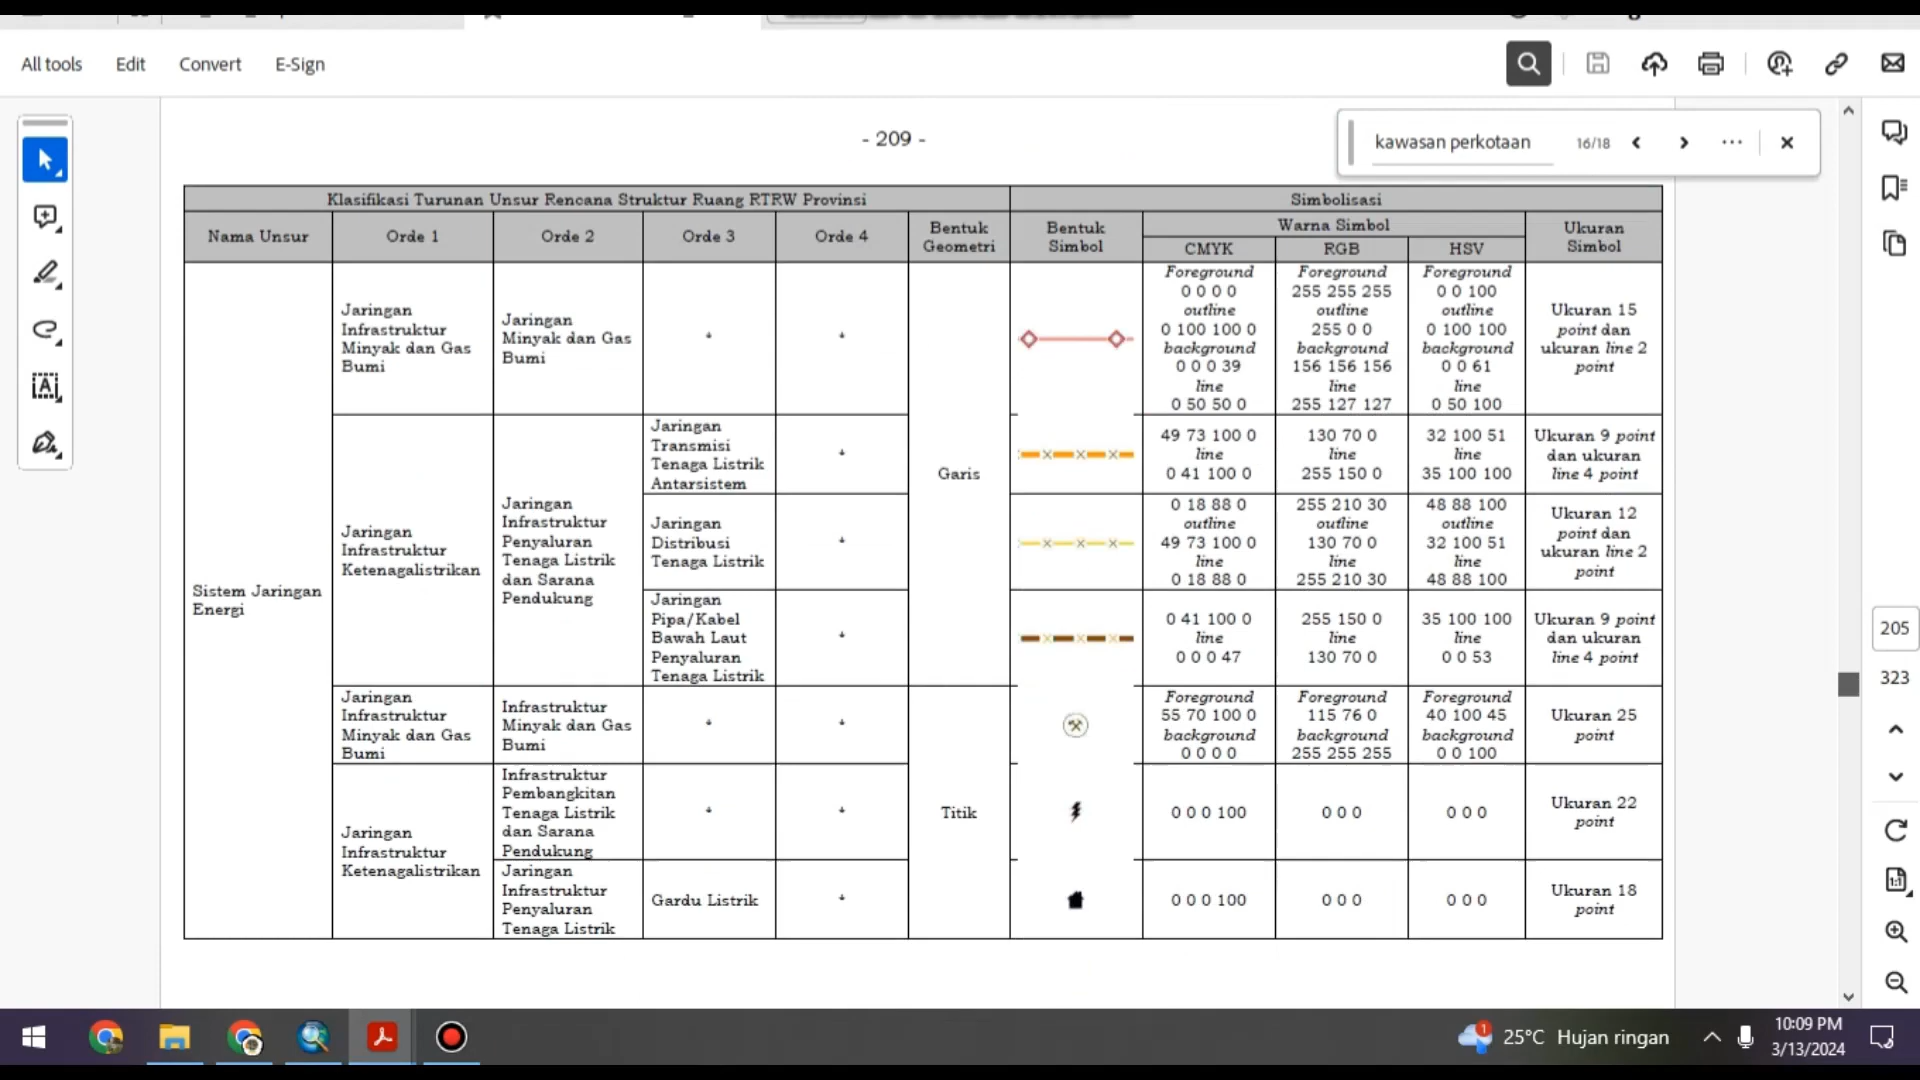 All tools
Edit
Convert
E-Sign
- 209 -
kawasan perkotaan
16/18
Klasifikasi Turunan Unsur Rencana Struktur Ruang RTRW Provinsi
Simbolisasi
Nama Unsur
Orde 1
Orde 2
Orde 3
Orde 4
Bentuk
Geometri
Bentuk
Simbol
Warna Simbol
CMYK
RGB
HSV
Ukuran
Simbol
Sistem Jaringan
Energi
Jaringan
Infrastruktur
Minyak dan Gas
Bumi
Jaringan
Minyak dan Gas
Bumi
Garis
Foreground
0 0 0 0
outline
0 100 100 0
background
0 0 0 39
line
0 50 50 0
Foreground
255 255 255
outline
255 0 0
background
156 156 156
line
255 127 127
Foreground
0 0 100
outline
0 100 100
background
0 0 61
line
0 50 100
Ukuran 15
point dan
ukuran line 2
point
Jaringan
Infrastruktur
Ketenagalistrikan
Jaringan
Infrastruktur
Penyaluran
Tenaga Listrik
dan Sarana
Pendukung
Jaringan
Transmisi
Tenaga Listrik
Antarsistem
49 73 100 0
line
0 41 100 0
130 70 0
line
255 150 0
32 100 51
line
35 100 100
Ukuran 9 point
dan ukuran
line 4 point
Jaringan
Distribusi
Tenaga Listrik
0 18 88 0
outline
49 73 100 0
line
0 18 88 0
255 210 30
outline
130 70 0
line
255 210 30
48 88 100
outline
32 100 51
line
48 88 100
Ukuran 12
point dan
ukuran line 2
point
Jaringan
Pipa/Kabel
Bawah Laut
Penyaluran
Tenaga Listrik
0 41 100 0
line
0 0 0 47
255 150 0
line
130 70 0
35 100 100
line
0 0 53
Ukuran 9 point
dan ukuran
line 4 point
Jaringan
Infrastruktur
Minyak dan Gas
Bumi
Infrastruktur
Minyak dan Gas
Bumi
Titik
Foreground
55 70 100 0
background
0 0 0 0
Foreground
115 76 0
background
255 255 255
Foreground
40 100 45
background
0 0 100
Ukuran 25
point
Jaringan
Infrastruktur
Ketenagalistrikan
Infrastruktur
Pembangkitan
Tenaga Listrik
dan Sarana
Pendukung
0 0 0 100
0 0 0
0 0 0
Ukuran 22
point
Jaringan
Infrastruktur
Penyaluran
Tenaga Listrik
Gardu Listrik
0 0 0 100
0 0 0
0 0 0
Ukuran 18
point
205
323
1
25°C Hujan ringan
10:09 PM
3/13/2024